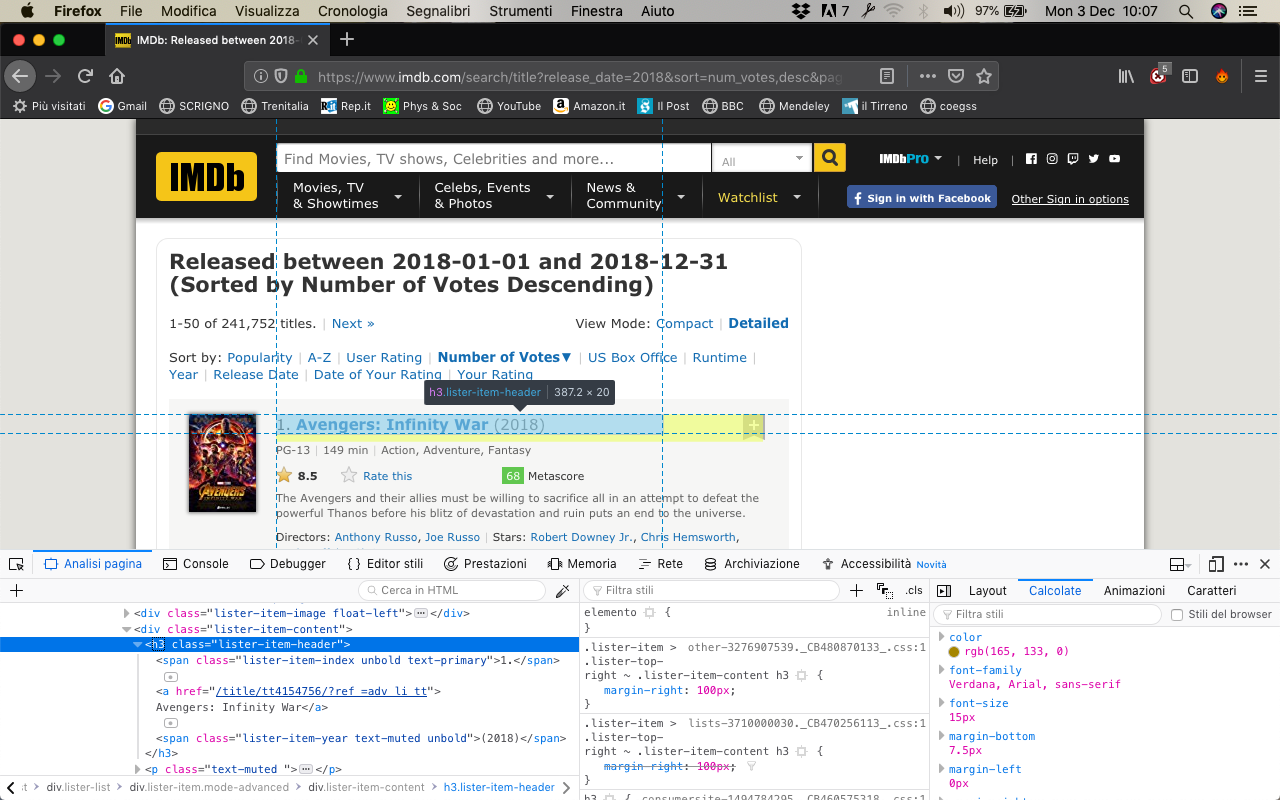 Firefox File Modifica Visualizza Cronologia Segnalibri Strumenti Finestra Aiuto 7 97% Mon 3 Dec 10:07
IMDb IMDb: Released between 2018-
https://www.imdb.com/search/title?release_date=2018&sort=num_votes,desc&pag 5
Più visitati Gmail SCRIGNO Trenitalia Rep.it Phys & Soc YouTube Amazon.it Il Post BBC Mendeley il Tirreno coegss
IMDb
Find Movies, TV shows, Celebrities and more... All IMDbPro | Help |
Movies, TV
& Showtimes
Celebs, Events
& Photos
News &
Community
Watchlist
Sign in with Facebook Other Sign in options
Released between 2018-01-01 and 2018-12-31
(Sorted by Number of Votes Descending)
1-50 of 241,752 titles. | Next » View Mode: Compact | Detailed
Sort by: Popularity | A-Z | User Rating | Number of Votes▼ | US Box Office | Runtime |
Year | Release Date | Date of Your Rating | Your Rating
h3.lister-item-header | 387.2 × 20
1. Avengers: Infinity War (2018)
PG-13 | 149 min | Action, Adventure, Fantasy
8.5 Rate this 68 Metascore
AVENGERS
The Avengers and their allies must be willing to sacrifice all in an attempt to defeat the
powerful Thanos before his blitz of devastation and ruin puts an end to the universe.
Directors: Anthony Russo, Joe Russo | Stars: Robert Downey Jr., Chris Hemsworth,
Analisi pagina Console Debugger Editor stili Prestazioni Memoria Rete Archiviazione Accessibilità Novità
Cerca in HTML
<div class="lister-item-image float-left"></div>
<div class="lister-item-content">
<h3 class="lister-item-header">
<span class="lister-item-index unbold text-primary">1.</span>
<a href="/title/tt4154756/?ref_=adv_li_tt">
Avengers: Infinity War</a>
<span class="lister-item-year text-muted unbold">(2018)</span>
</h3>
<p class="text-muted "></p>
div.lister-list > div.lister-item.mode-advanced > div.lister-item-content > h3.lister-item-header
Filtra stili + .cls
elemento { inline
}
.lister-item > other-3276907539._CB480870133_.css:1
.lister-top-
right ~ .lister-item-content h3 {
margin-right: 100px;
}
.lister-item > lists-3710000030._CB470256113_.css:1
.lister-top-
right ~ .lister-item-content h3 {
margin-right: 100px;
}
h3 { consumersite-1494784295._CB460575318_.css:1
Layout Calcolate Animazioni Caratteri
Filtra stili Stili del browser
color
rgb(165, 133, 0)
font-family
Verdana, Arial, sans-serif
font-size
15px
margin-bottom
7.5px
margin-left
0px